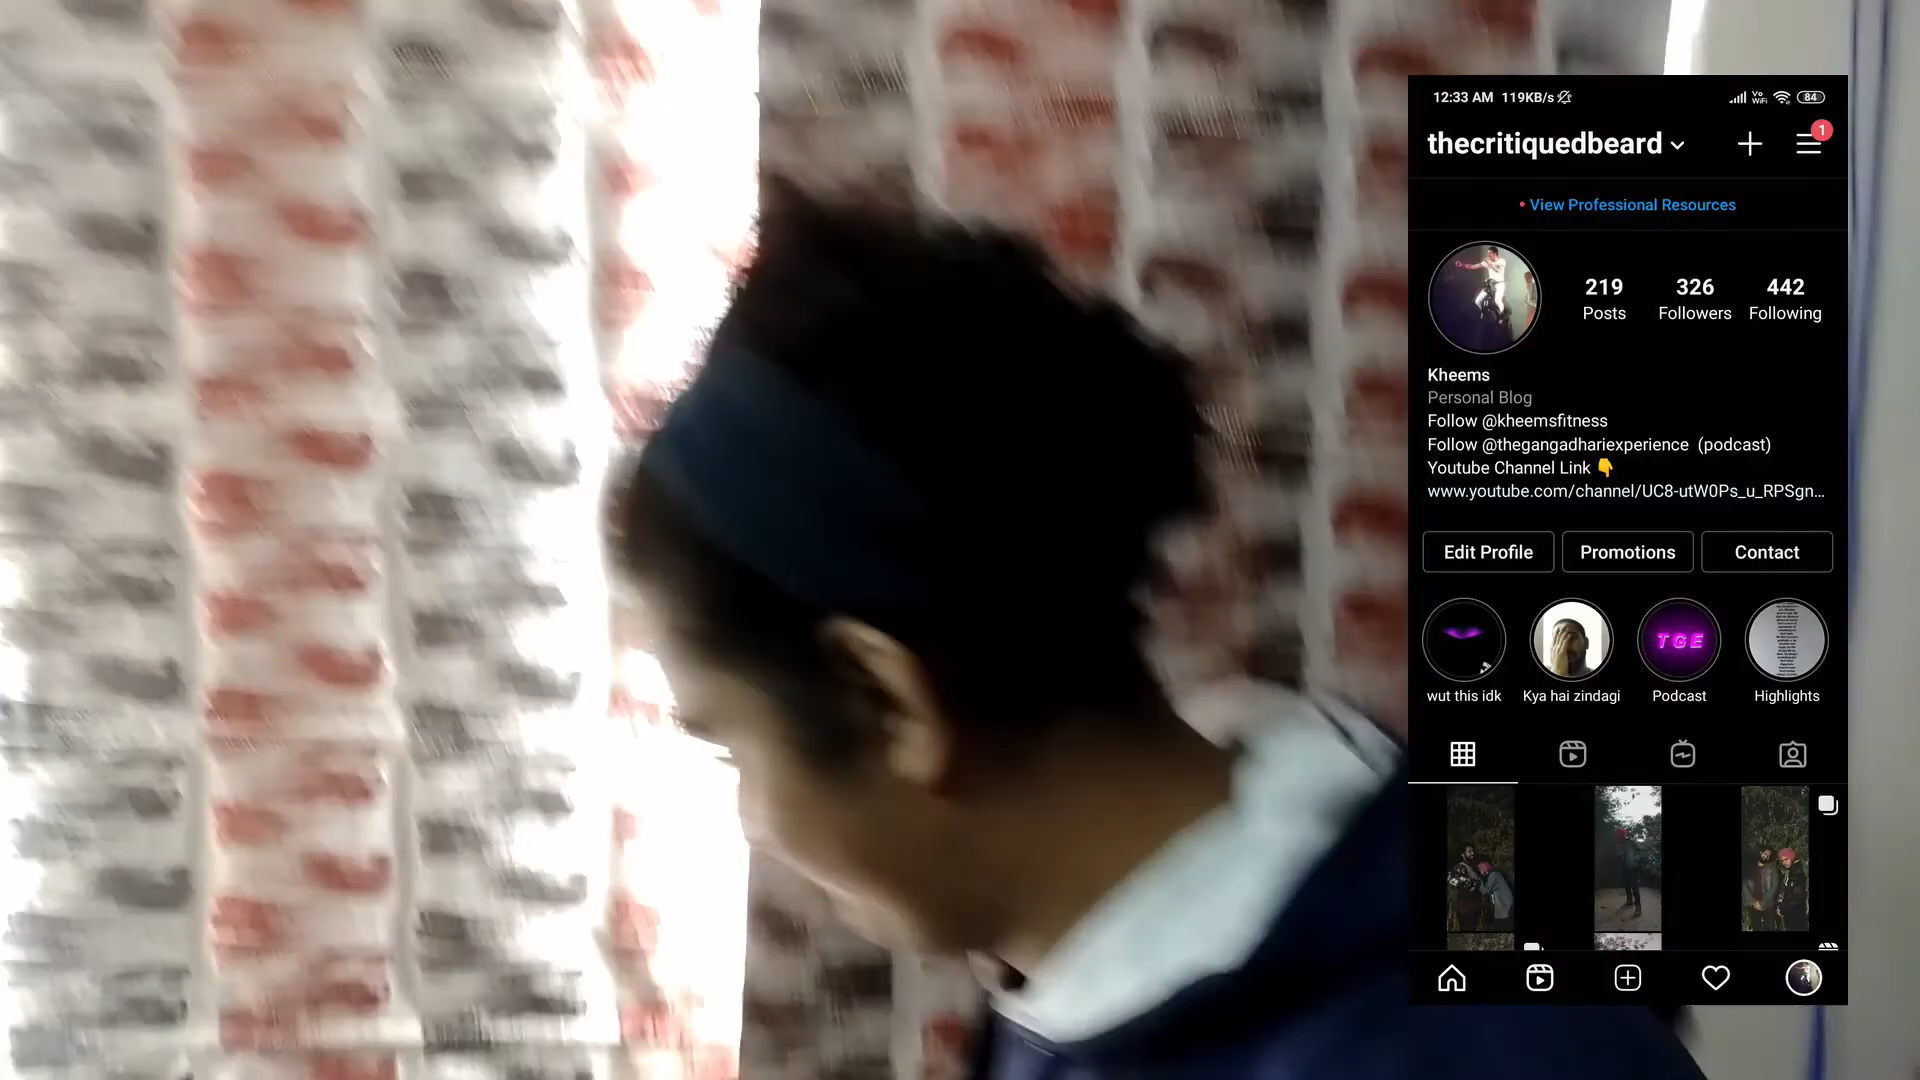 12:33 AM 119KB/s
Vo WiFi
84
thecritiquedbeard
1
View Professional Resources
219 326 442
Posts Followers Following
Kheems
Personal Blog
Follow @kheemsfitness
Follow @thegangadhariexperience (podcast)
Youtube Channel Link 👇
www.youtube.com/channel/UC8-utW0Ps_u_RPSgn...
Edit Profile Promotions Contact
TGE
wut this idk Kya hai zindagi Podcast Highlights